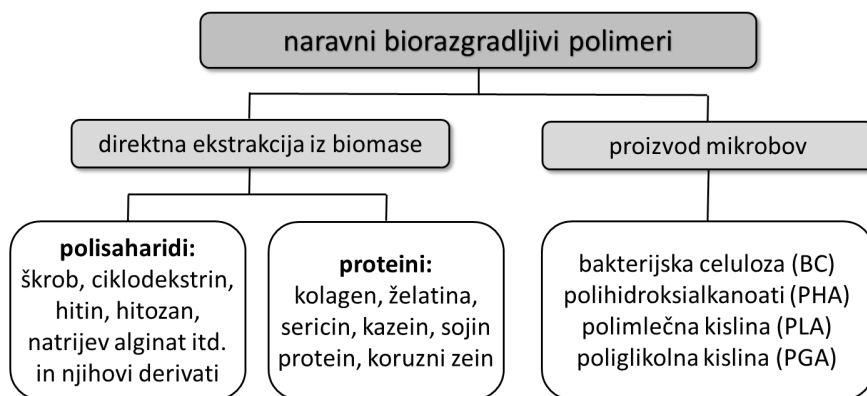 naravni biorazgradljivi polimeri
direktna ekstrakcija iz biomase
proizvod mikrobov
polisaharidi:
škrob, ciklodekstrin,
hitin, hitozan,
natrijev alginat itd.
in njihovi derivati
proteini:
kolagen, želatina,
sericin, kazein, sojin
protein, koruzni zein
bakterijska celuloza (BC)
polihidroksialkanoati (PHA)
polimlečna kislina (PLA)
poliglikolna kislina (PGA)